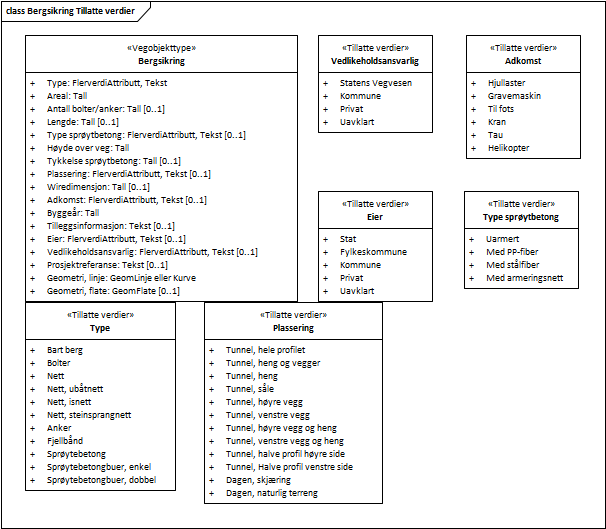 class Bergsikring Tillatte verdier
«Vegobjekttype»
Bergsikring
+ Type: FlerverdiAttributt, Tekst
+ Areal: Tall
+ Antall bolter/anker: Tall [0..1]
+ Lengde: Tall [0..1]
+ Type sprøytbetong: FlerverdiAttributt, Tekst [0..1]
+ Høyde over veg: Tall
+ Tykkelse sprøytbetong: Tall [0..1]
+ Plassering: FlerverdiAttributt, Tekst
+ Wiredimensjon: Tall [0..1]
+ Adkomst: FlerverdiAttributt, Tekst [0..1]
+ Byggeår: Tall
+ Tilleggsinformasjon: Tekst [0..1]
+ Eier: FlerverdiAttributt, Tekst [0..1]
+ Vedlikeholdsansvarlig: FlerverdiAttributt, Tekst [0..1]
+ Prosjektreferanse: Tekst [0..1]
+ Geometri, linje: GeomLinje eller Kurve
+ Geometri, flate: GeomFlate [0..1]
«Tillatte verdier»
Vedlikeholdsansvarlig
+ Statens Vegvesen
+ Kommune
+ Privat
+ Uavklart
«Tillatte verdier»
Adkomst
+ Hjullaster
+ Gravemaskin
+ Til fots
+ Kran
+ Tau
+ Helikopter
«Tillatte verdier»
Eier
+ Stat
+ Fylkeskommune
+ Kommune
+ Privat
+ Uavklart
«Tillatte verdier»
Type sprøytbetong
+ Uarmert
+ Med PP-fiber
+ Med stålfiber
+ Med armeringsnett
«Tillatte verdier»
Type
+ Bart berg
+ Bolter
+ Nett
+ Nett, ubåtnett
+ Nett, isnett
+ Nett, steinsprangnett
+ Anker
+ Fjellbånd
+ Sprøytebetong
+ Sprøytebetongbuer, enkel
+ Sprøytebetongbuer, dobbel
«Tillatte verdier»
Plassering
+ Tunnel, hele profilet
+ Tunnel, heng og vegger
+ Tunnel, heng
+ Tunnel, såle
+ Tunnel, høyre vegg
+ Tunnel, venstre vegg
+ Tunnel, høyre vegg og heng
+ Tunnel, venstre vegg og heng
+ Tunnel, halve profil høyre side
+ Tunnel, Halve profil venstre side
+ Dagen, skjæring
+ Dagen, naturlig terreng